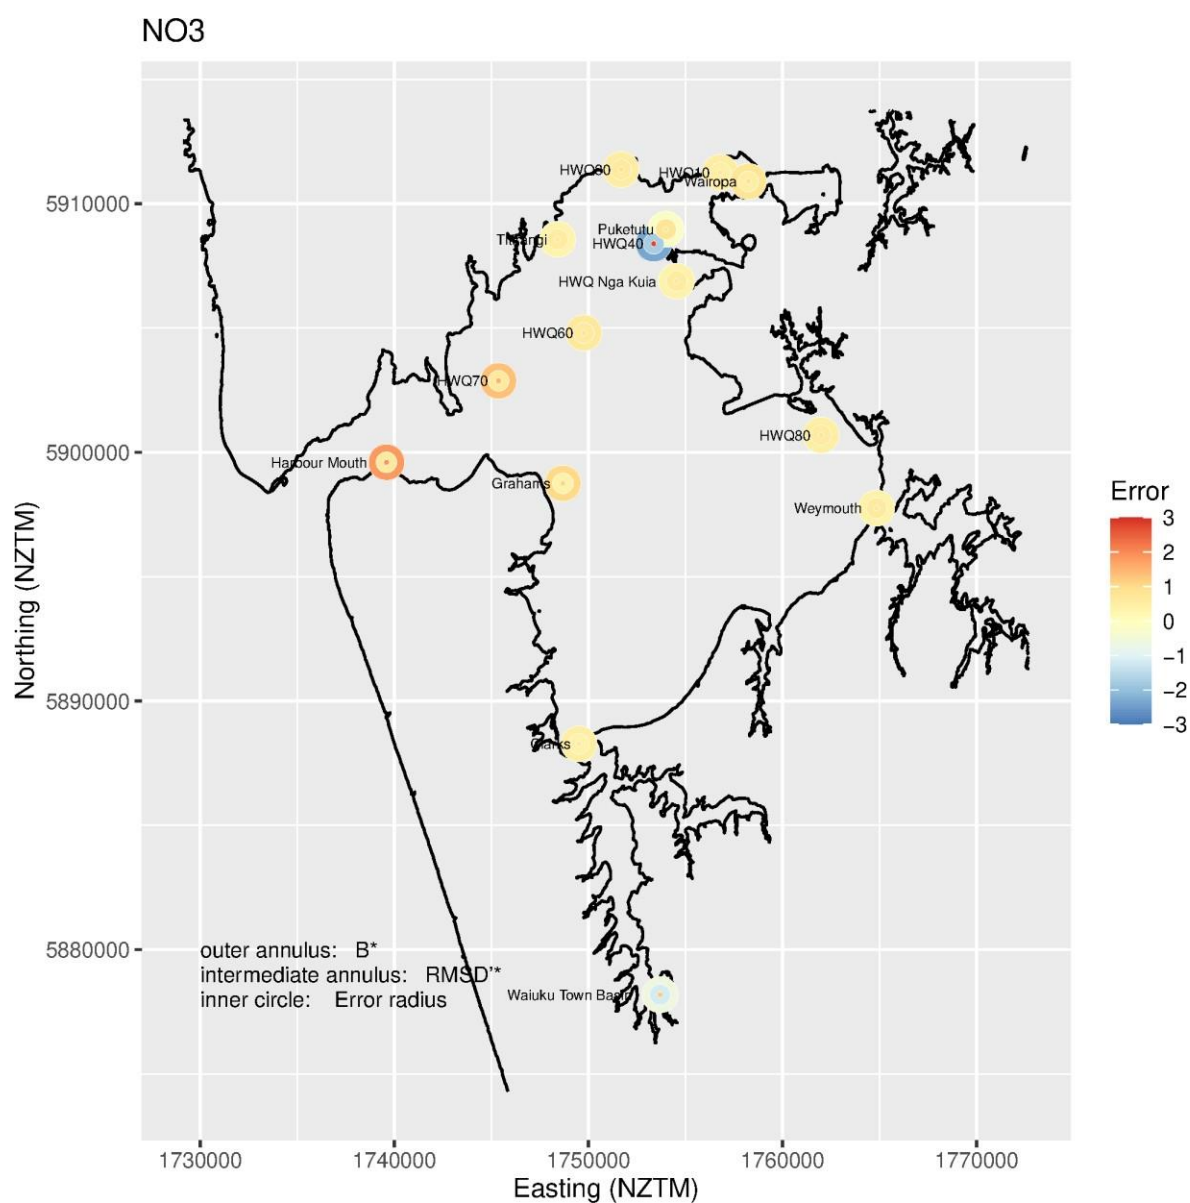 NO3
HWQ80
HWQ10
Wairopa
5910000
Puketutu
Titirangi
HWQ40
HWQ Nga Kuia
HWQ60
HWQ70
HWQ80
5900000
Harbour Mouth
Grahams
Weymouth
Error
3
2
1
0
−1
−2
−3
Northing (NZTM)
5890000
Clarks
5880000
outer annulus: B*
intermediate annulus: RMSD'*
inner circle: Error radius
Waiuku Town Basin
1730000
1740000
1750000
1760000
1770000
Easting (NZTM)